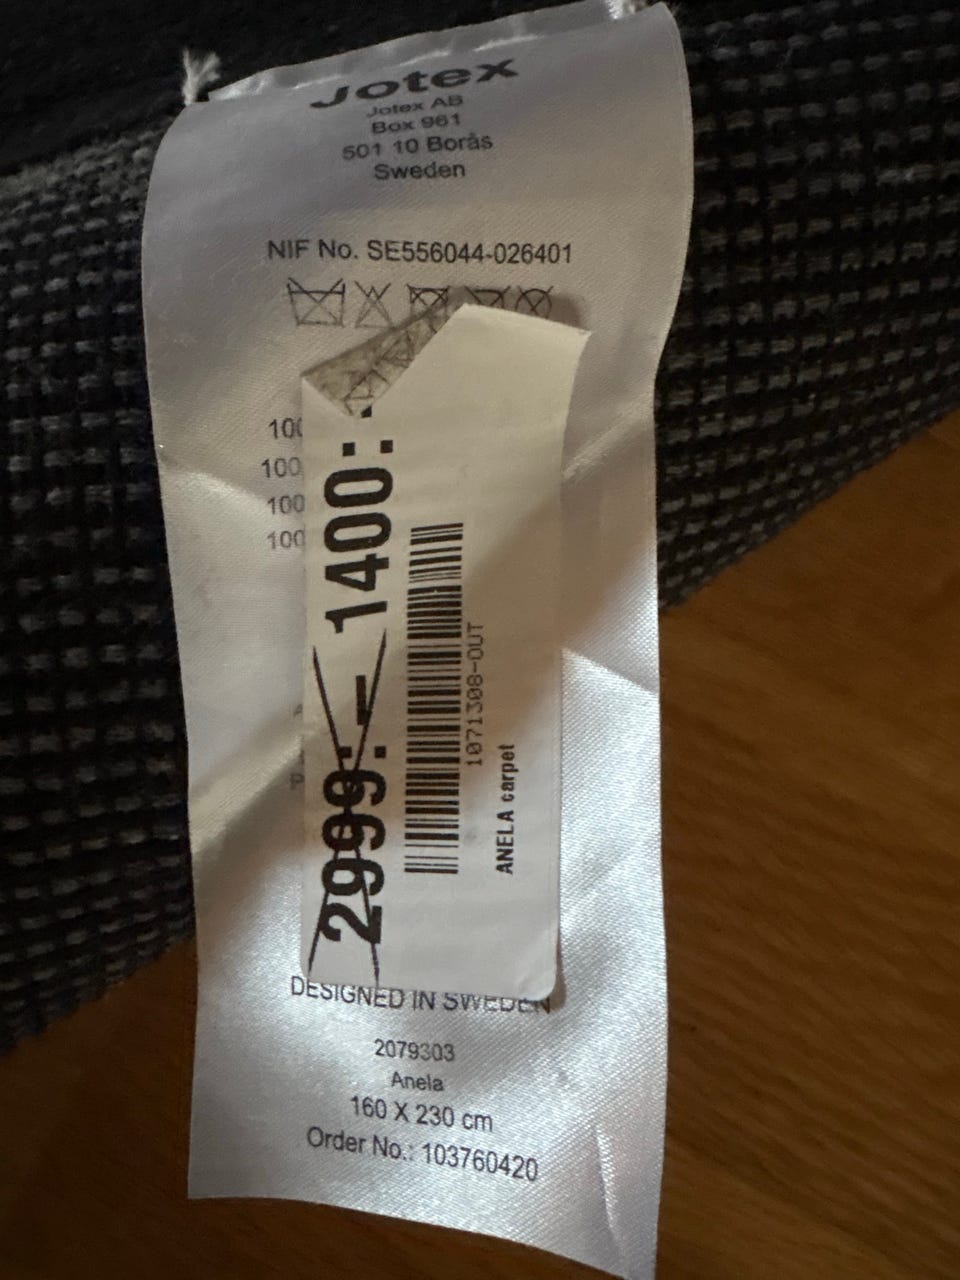 Jotex
Jotex AB
Box 961
501 10 Borås
Sweden
NIF No. SE556044-026401
100
100
100
100
2999:- 1400:-
1071308-OUT
ANELA carpet
DESIGNED IN SWEDEN
2079303
Anela
160 X 230 cm
Order No.: 103760420